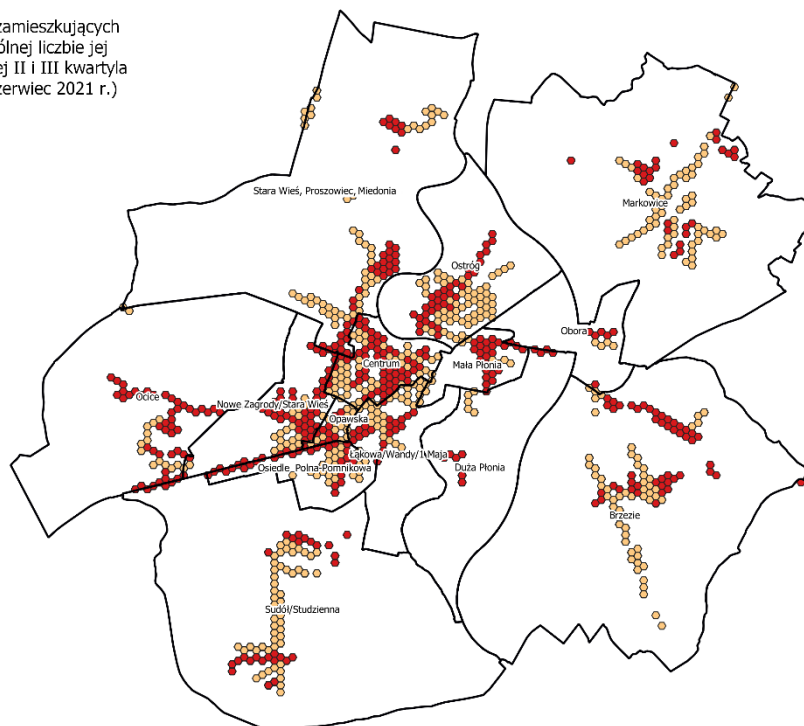 zamieszkujących
ólnej liczbie jej
ej II i III kwartyla
zerwiec 2021 r.)
Stara Wieś, Proszowiec, Miedonia
Markowice
Ostróg
Obora
Centrum
Mała Płonia
Ocice
Nowe Zagrody/Stara Wieś
Opawska
Łąkowa/Wandy/1 Maja
Osiedle Polna-Pomnikowa
Duża Płonia
Brzezie
Sudół/Studzienna